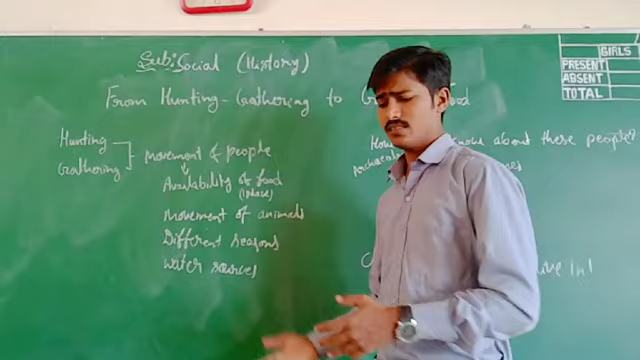 Sub: Social (History)
From Hunting-Gathering to G
Hunting
Gathering
Movement of people
Availability of food
(1 place)
Movement of animals
Different seasons
Water sources
about these people?
GIRLS
PRESENT
ABSENT
TOTAL